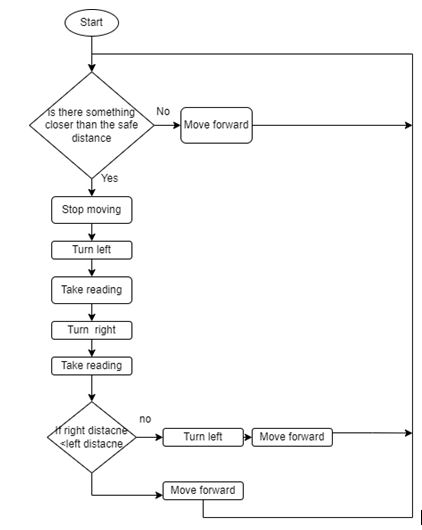 Start
Is there something
closer than the safe
distance
No
Move forward
Yes
Stop moving
Turn left
Take reading
Turn right
Take reading
If right distacne
<left distacne
no
Turn left
Move forward
Move forward